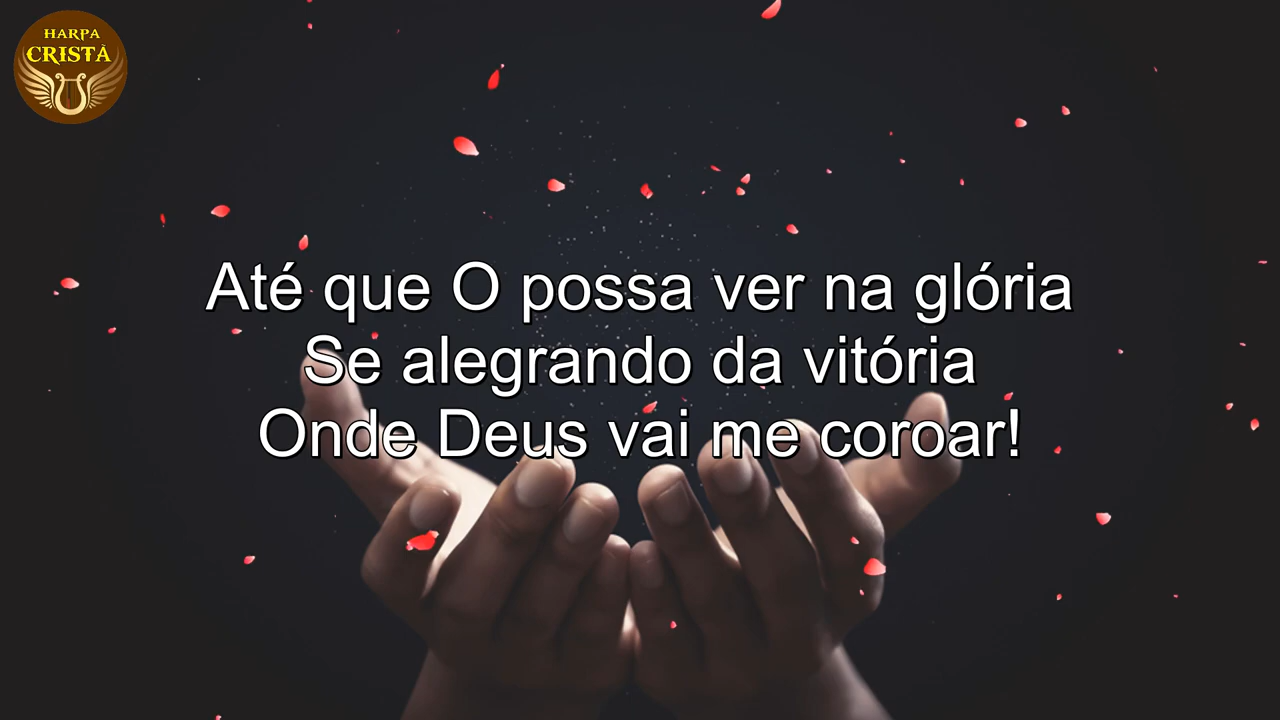 HARPA
CRISTÃ
Até que O possa ver na glória
Se alegrando da vitória
Onde Deus vai me coroar!